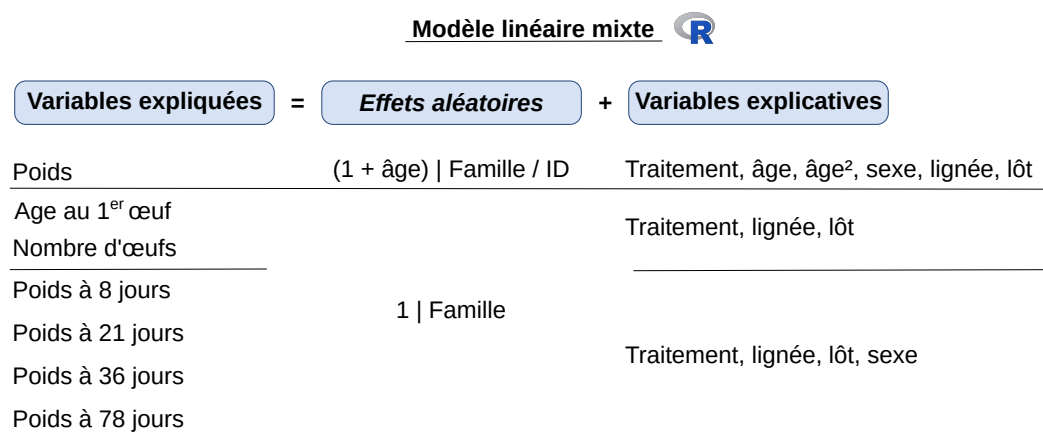 Modèle linéaire mixte R
Variables expliquées = Effets aléatoires + Variables explicatives
Poids (1 + âge) | Famille / ID Traitement, âge, âge², sexe, lignée, lôt
Age au 1er œuf
Nombre d'œufs
Traitement, lignée, lôt
Poids à 8 jours
Poids à 21 jours
Poids à 36 jours
Poids à 78 jours
1 | Famille
Traitement, lignée, lôt, sexe